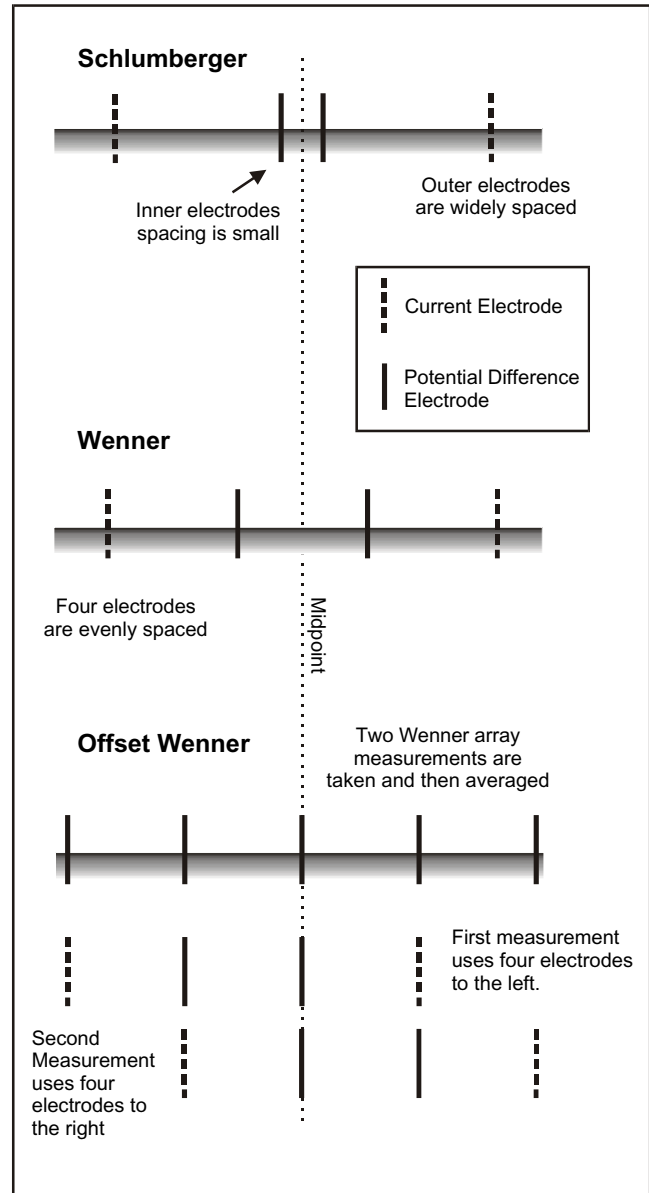 Schlumberger
Inner electrodes
spacing is small
Outer electrodes
are widely spaced
Current Electrode
Potential Difference
Electrode
Wenner
Four electrodes
are evenly spaced
Midpoint
Offset Wenner
Two Wenner array
measurements are
taken and then averaged
First measurement
uses four electrodes
to the left.
Second
Measurement
uses four
electrodes to
the right